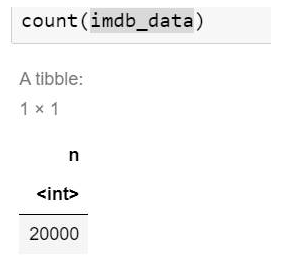 count(imdb_data)
A tibble:
1 × 1
n
<int>
20000